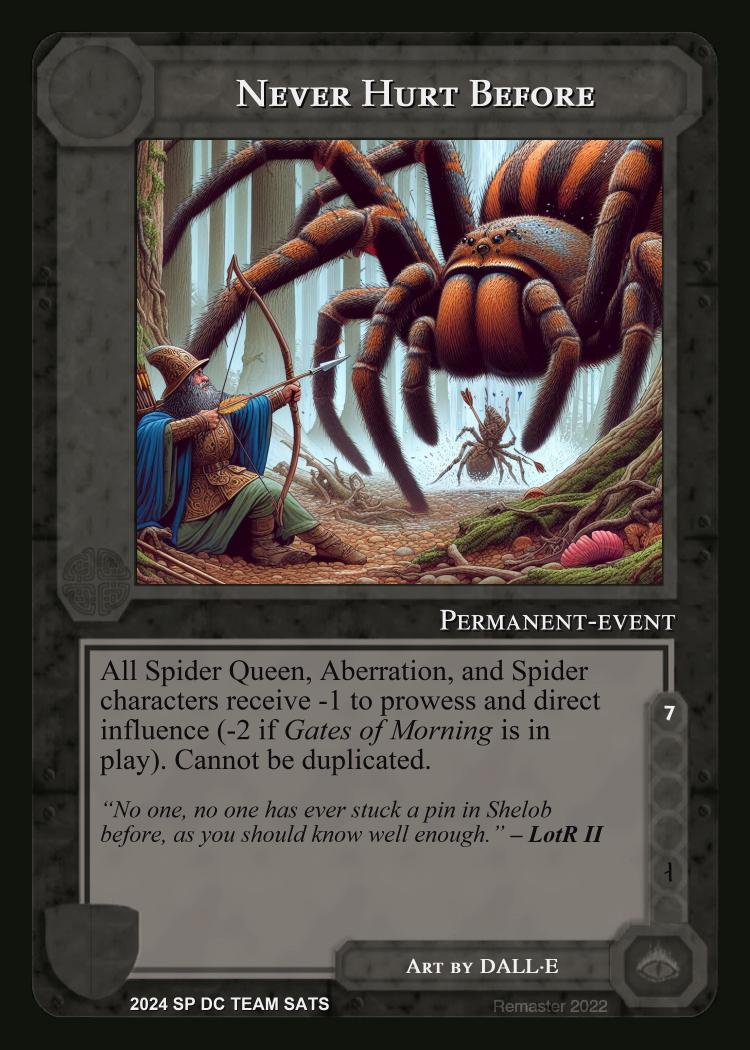 Never Hurt Before
Permanent-event
All Spider Queen, Aberration, and Spider
characters receive -1 to prowess and direct
influence (-2 if Gates of Morning is in
play). Cannot be duplicated.
7
“No one, no one has ever stuck a pin in Shelob
before, as you should know well enough.” – LotR II
Art by DALL·E
2024 SP DC TEAM SATS
Remaster 2022